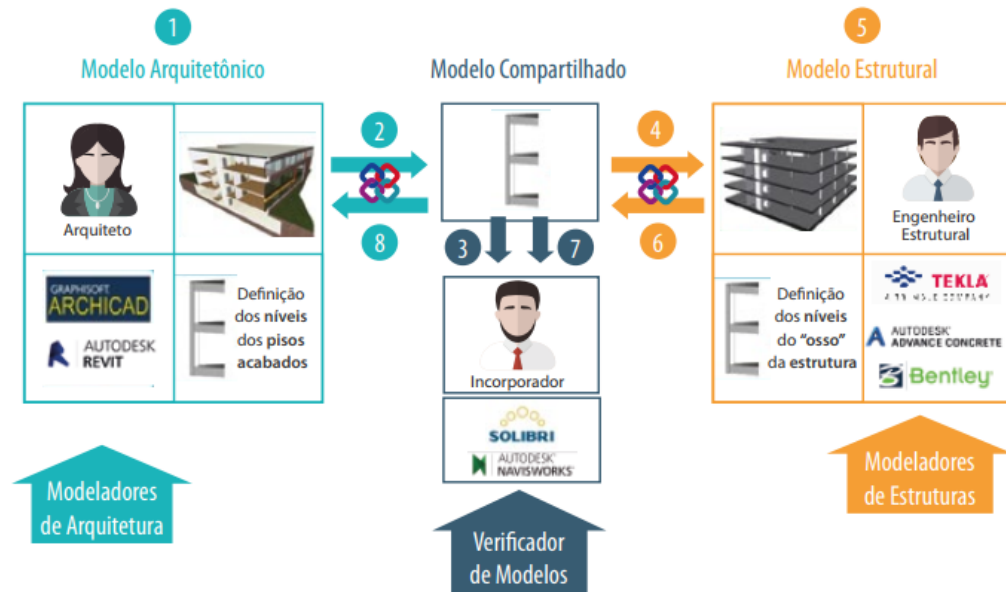 1
Modelo Arquitetônico
Arquiteto
GRAPHISOFT
ARCHICAD
AUTODESK
REVIT
Definição
dos níveis
dos pisos
acabados
Modeladores
de Arquitetura
2
8
Modelo Compartilhado
3
7
Incorporador
SOLIBRI
AUTODESK
NAVISWORKS
Verificador
de Modelos
4
6
5
Modelo Estrutural
Engenheiro
Estrutural
Definição
dos níveis
do “osso”
da estrutura
TEKLA
COMPANY
AUTODESK
ADVANCE CONCRETE
Bentley
Modeladores
de Estruturas